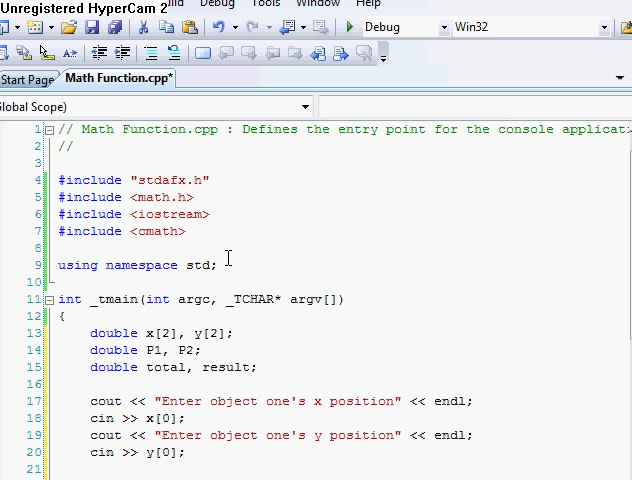 Unregistered HyperCam 2
Debug Tools Window Help
Debug Win32
Start Page Math Function.cpp*
Global Scope)
1 // Math Function.cpp : Defines the entry point for the console applicati
2 //
3
4 #include "stdafx.h"
5 #include <math.h>
6 #include <iostream>
7 #include <cmath>
8
9 using namespace std;
10
11 int _tmain(int argc, _TCHAR* argv[])
12 {
13 double x[2], y[2];
14 double P1, P2;
15 double total, result;
16
17 cout << "Enter object one's x position" << endl;
18 cin >> x[0];
19 cout << "Enter object one's y position" << endl;
20 cin >> y[0];
21